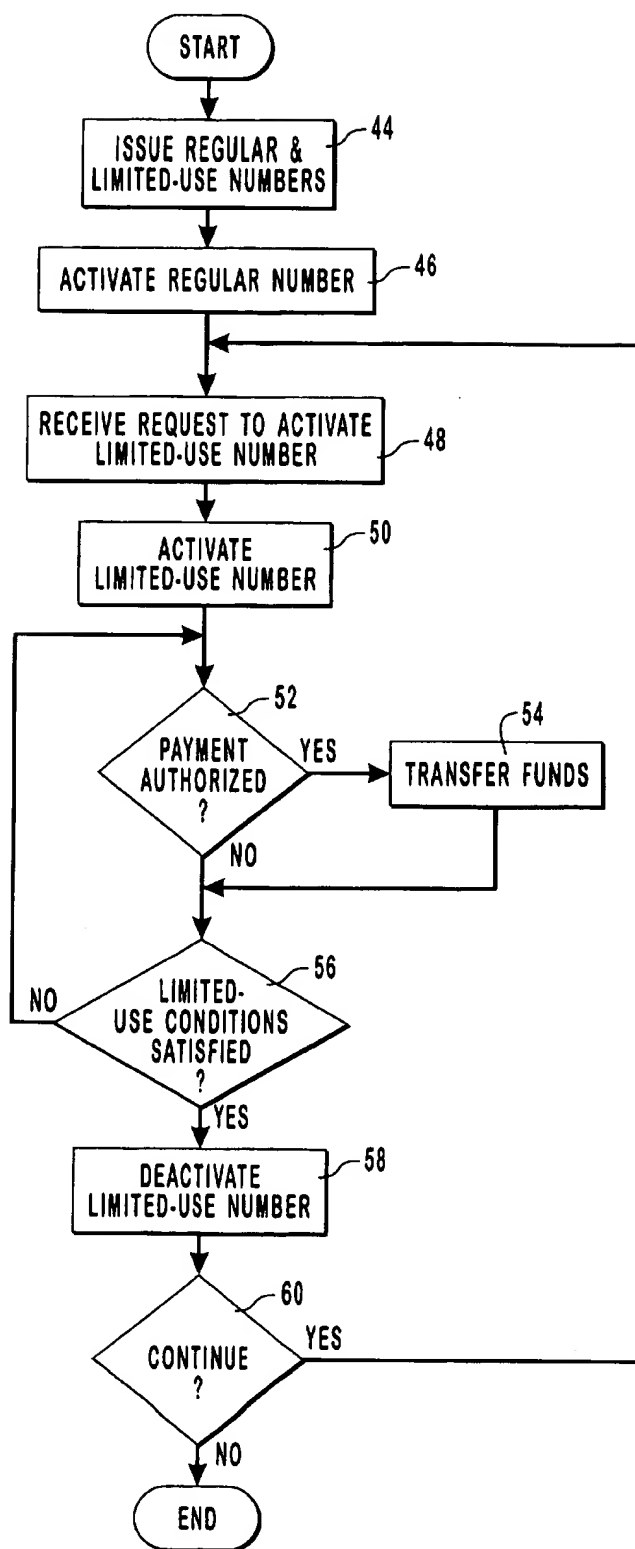 START
44
ISSUE REGULAR &
LIMITED-USE NUMBERS
46
ACTIVATE REGULAR NUMBER
RECEIVE REQUEST TO ACTIVATE
LIMITED-USE NUMBER
48
50
ACTIVATE
LIMITED-USE NUMBER
52
PAYMENT
AUTHORIZED
?
YES
54
TRANSFER FUNDS
NO
56
LIMITED-
USE CONDITIONS
SATISFIED
?
NO
YES
58
DEACTIVATE
LIMITED-USE NUMBER
60
CONTINUE
?
YES
NO
END